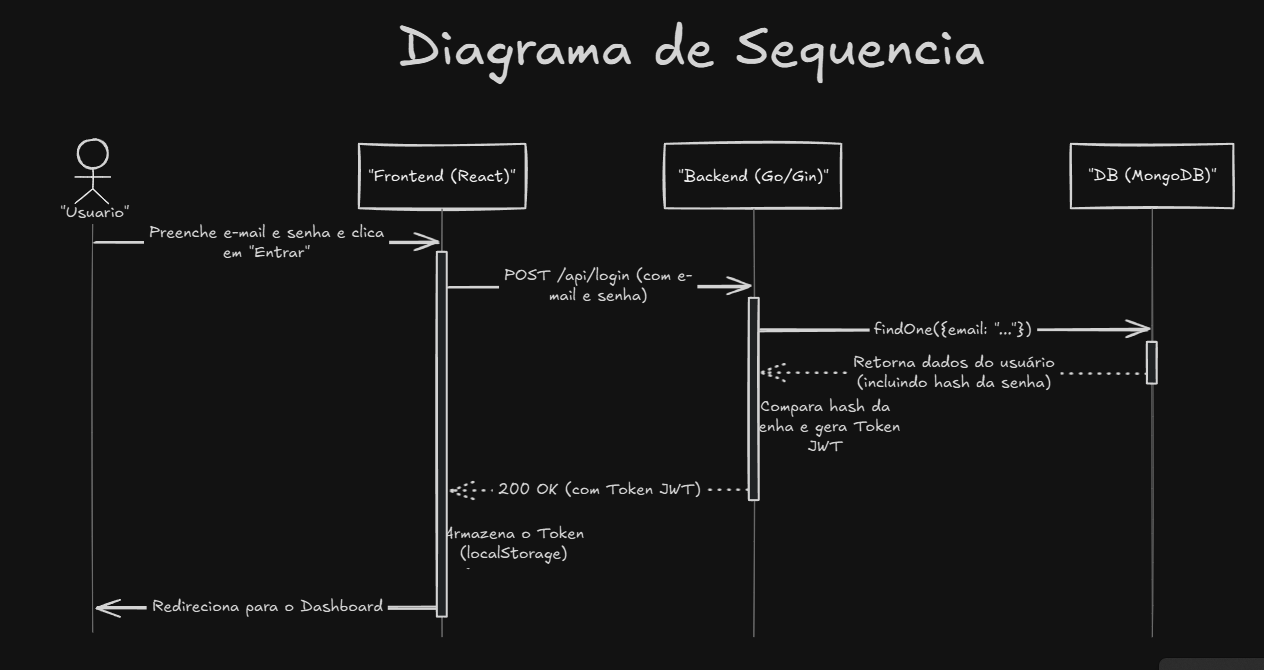 Diagrama de Sequencia
"Usuario"
"Frontend (React)"
"Backend (Go/Gin)"
"DB (MongoDB)"
Preenche e-mail e senha e clica
em "Entrar"
POST /api/login (com e-
mail e senha)
findOne({email: "..."})
Retorna dados do usuário
(incluindo hash da senha)
Compara hash da
enha e gera Token
JWT
200 OK (com Token JWT)
Armazena o Token
(localStorage)
Redireciona para o Dashboard